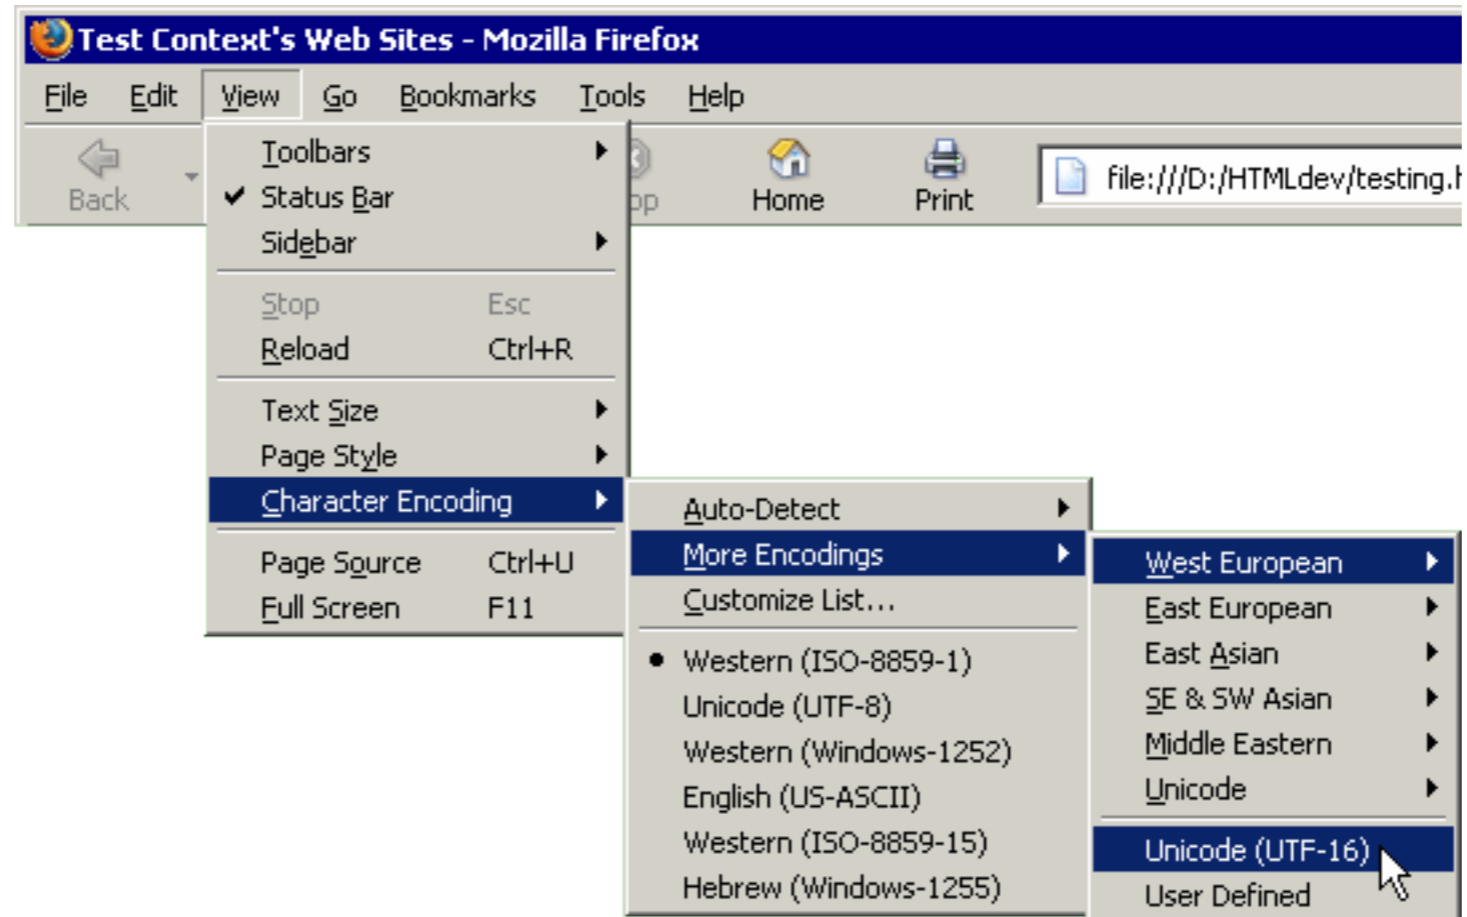 Test Context's Web Sites - Mozilla Firefox
File Edit View Go Bookmarks Tools Help
Back
Home
Print
file:///D:/HTMLdev/testing.
Toolbars
Status Bar
Sidebar
Stop Esc
Reload Ctrl+R
Text Size
Page Style
Character Encoding
Page Source Ctrl+U
Full Screen F11
Auto-Detect
More Encodings
Customize List...
Western (ISO-8859-1)
Unicode (UTF-8)
Western (Windows-1252)
English (US-ASCII)
Western (ISO-8859-15)
Hebrew (Windows-1255)
West European
East European
East Asian
SE & SW Asian
Middle Eastern
Unicode
Unicode (UTF-16)
User Defined